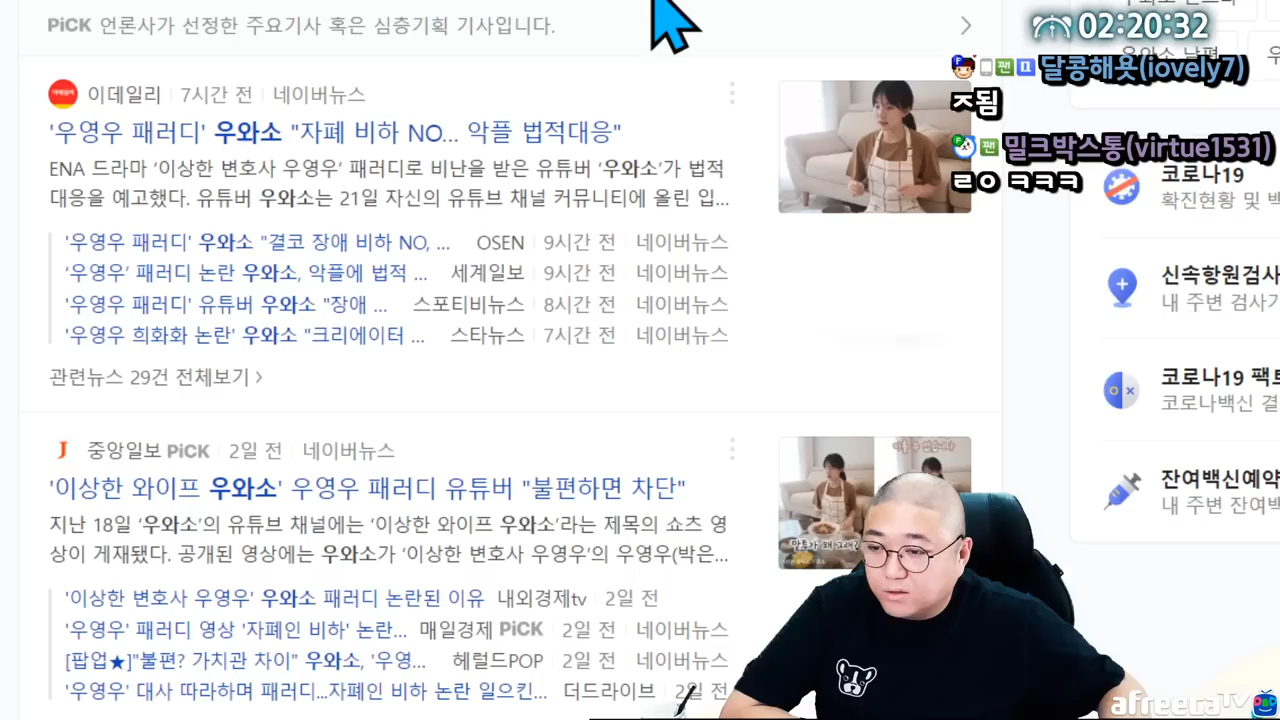 PiCK 언론사가 선정한 주요기사 혹은 심층기획 기사입니다.
02:20:32
달콩해욧(iovely7)
ㅈ됨
밀크박스통(virtue1531)
ㄹㅇ ㅋㅋㅋ
이데일리 7시간 전 네이버뉴스
'우영우 패러디' 우와소 "자폐 비하 NO... 악플 법적대응"
ENA 드라마 '이상한 변호사 우영우' 패러디로 비난을 받은 유튜버 '우와소'가 법적
대응을 예고했다. 유튜버 우와소는 21일 자신의 유튜브 채널 커뮤니티에 올린 입...
'우영우 패러디' 우와소 "결코 장애 비하 NO, ... OSEN 9시간 전 네이버뉴스
'우영우' 패러디 논란 우와소, 악플에 법적 ... 세계일보 9시간 전 네이버뉴스
'우영우 패러디' 유튜버 우와소 "장애 ... 스포티비뉴스 8시간 전 네이버뉴스
'우영우 희화화 논란' 우와소 "크리에이터 ... 스타뉴스 7시간 전 네이버뉴스
관련뉴스 29건 전체보기
중앙일보 PiCK 2일 전 네이버뉴스
'이상한 와이프 우와소' 우영우 패러디 유튜버 "불편하면 차단"
지난 18일 '우와소'의 유튜브 채널에는 '이상한 와이프 우와소'라는 제목의 쇼츠 영
상이 게재됐다. 공개된 영상에는 우와소가 '이상한 변호사 우영우'의 우영우(박은...
'이상한 변호사 우영우' 우와소 패러디 논란된 이유 내외경제tv 2일 전
'우영우' 패러디 영상 '자폐인 비하' 논란... 매일경제 PiCK 2일 전 네이버뉴스
[팝업★]"불편? 가치관 차이" 우와소, '우영... 헤럴드POP 2일 전 네이버뉴스
'우영우' 대사 따라하며 패러디...자폐인 비하 논란 일으킨... 더드라이브 2일 전
코로나19
확진현황 및 백
신속항원검사
내 주변 검사기
코로나19 팩트
코로나백신 결
잔여백신예약
내 주변 잔여백
afreecaTV